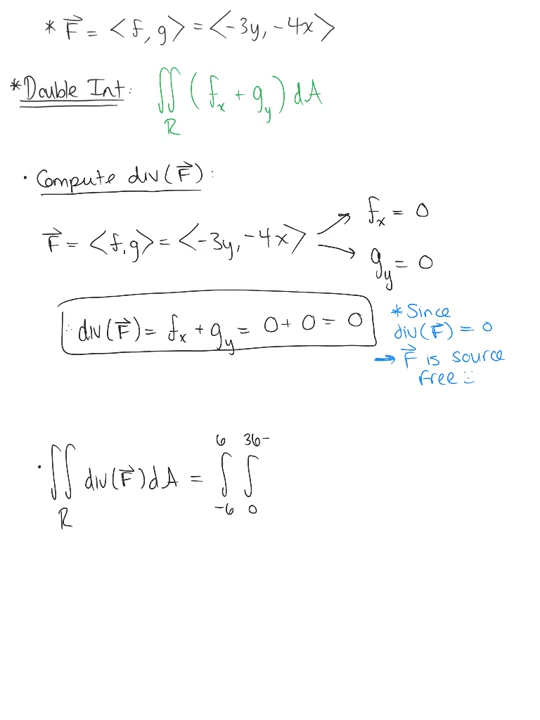 * F⃗ = <f, g> = <-3y, -4x>
*Double Int: ∬_R (f_x + g_y) dA
· Compute div(F⃗):
F⃗ = <f, g> = <-3y, -4x> → f_x = 0
→ g_y = 0
∴ div(F⃗) = f_x + g_y = 0 + 0 = 0
* Since
div(F⃗) = 0
→ F⃗ is source
free :)
· ∬_R div(F⃗) dA = ∫_{-6}^{6} ∫_{0}^{36-}